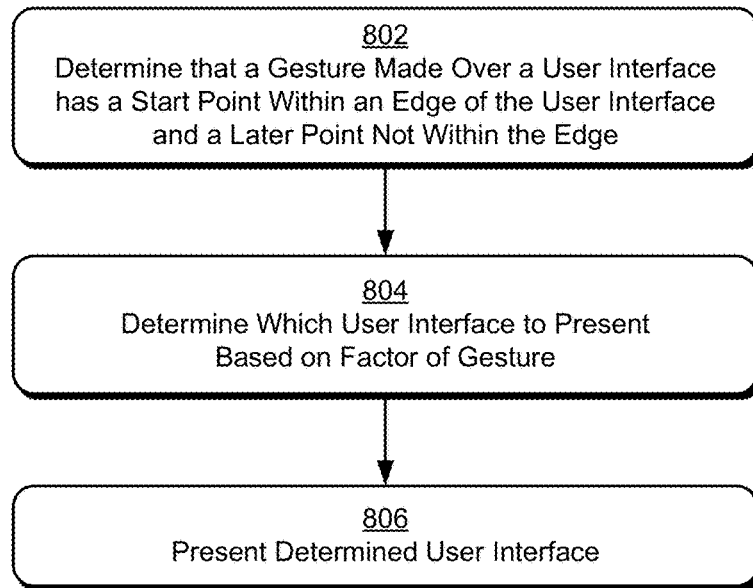 802
Determine that a Gesture Made Over a User Interface
has a Start Point Within an Edge of the User Interface
and a Later Point Not Within the Edge
804
Determine Which User Interface to Present
Based on Factor of Gesture
806
Present Determined User Interface